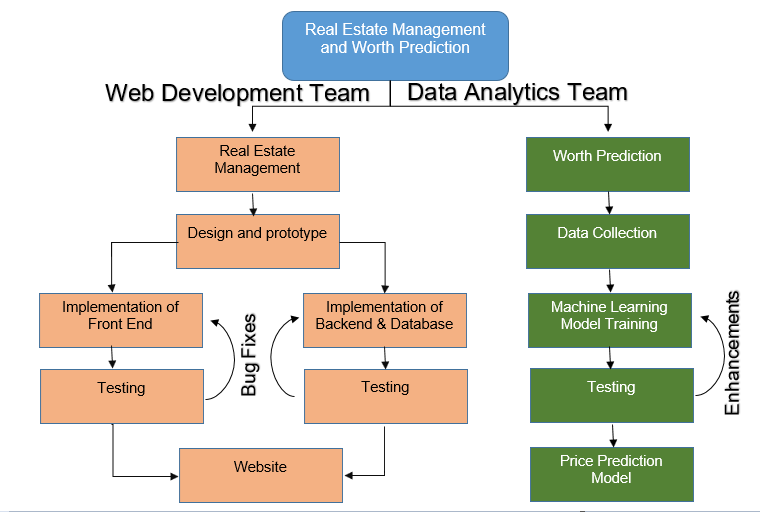 Real Estate Management
and Worth Prediction
Web Development Team
Data Analytics Team
Real Estate
Management
Worth Prediction
Design and prototype
Data Collection
Implementation of
Front End
Bug Fixes
Implementation of
Backend & Database
Machine Learning
Model Training
Enhancements
Testing
Testing
Testing
Website
Price Prediction
Model